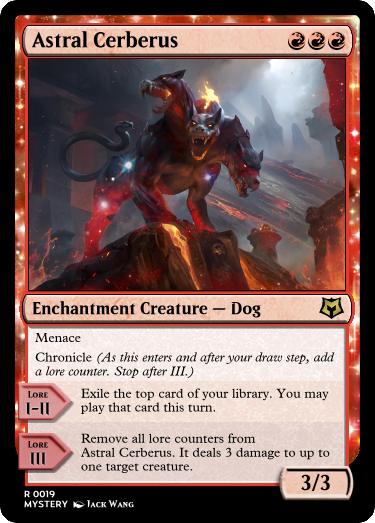 Astral Cerberus
Enchantment Creature — Dog
Menace
Chronicle (As this enters and after your draw step, add
a lore counter. Stop after III.)
LORE
I–II
Exile the top card of your library. You may
play that card this turn.
LORE
III
Remove all lore counters from
Astral Cerberus. It deals 3 damage to up to
one target creature.
3/3
R 0019
MYSTERY JACK WANG